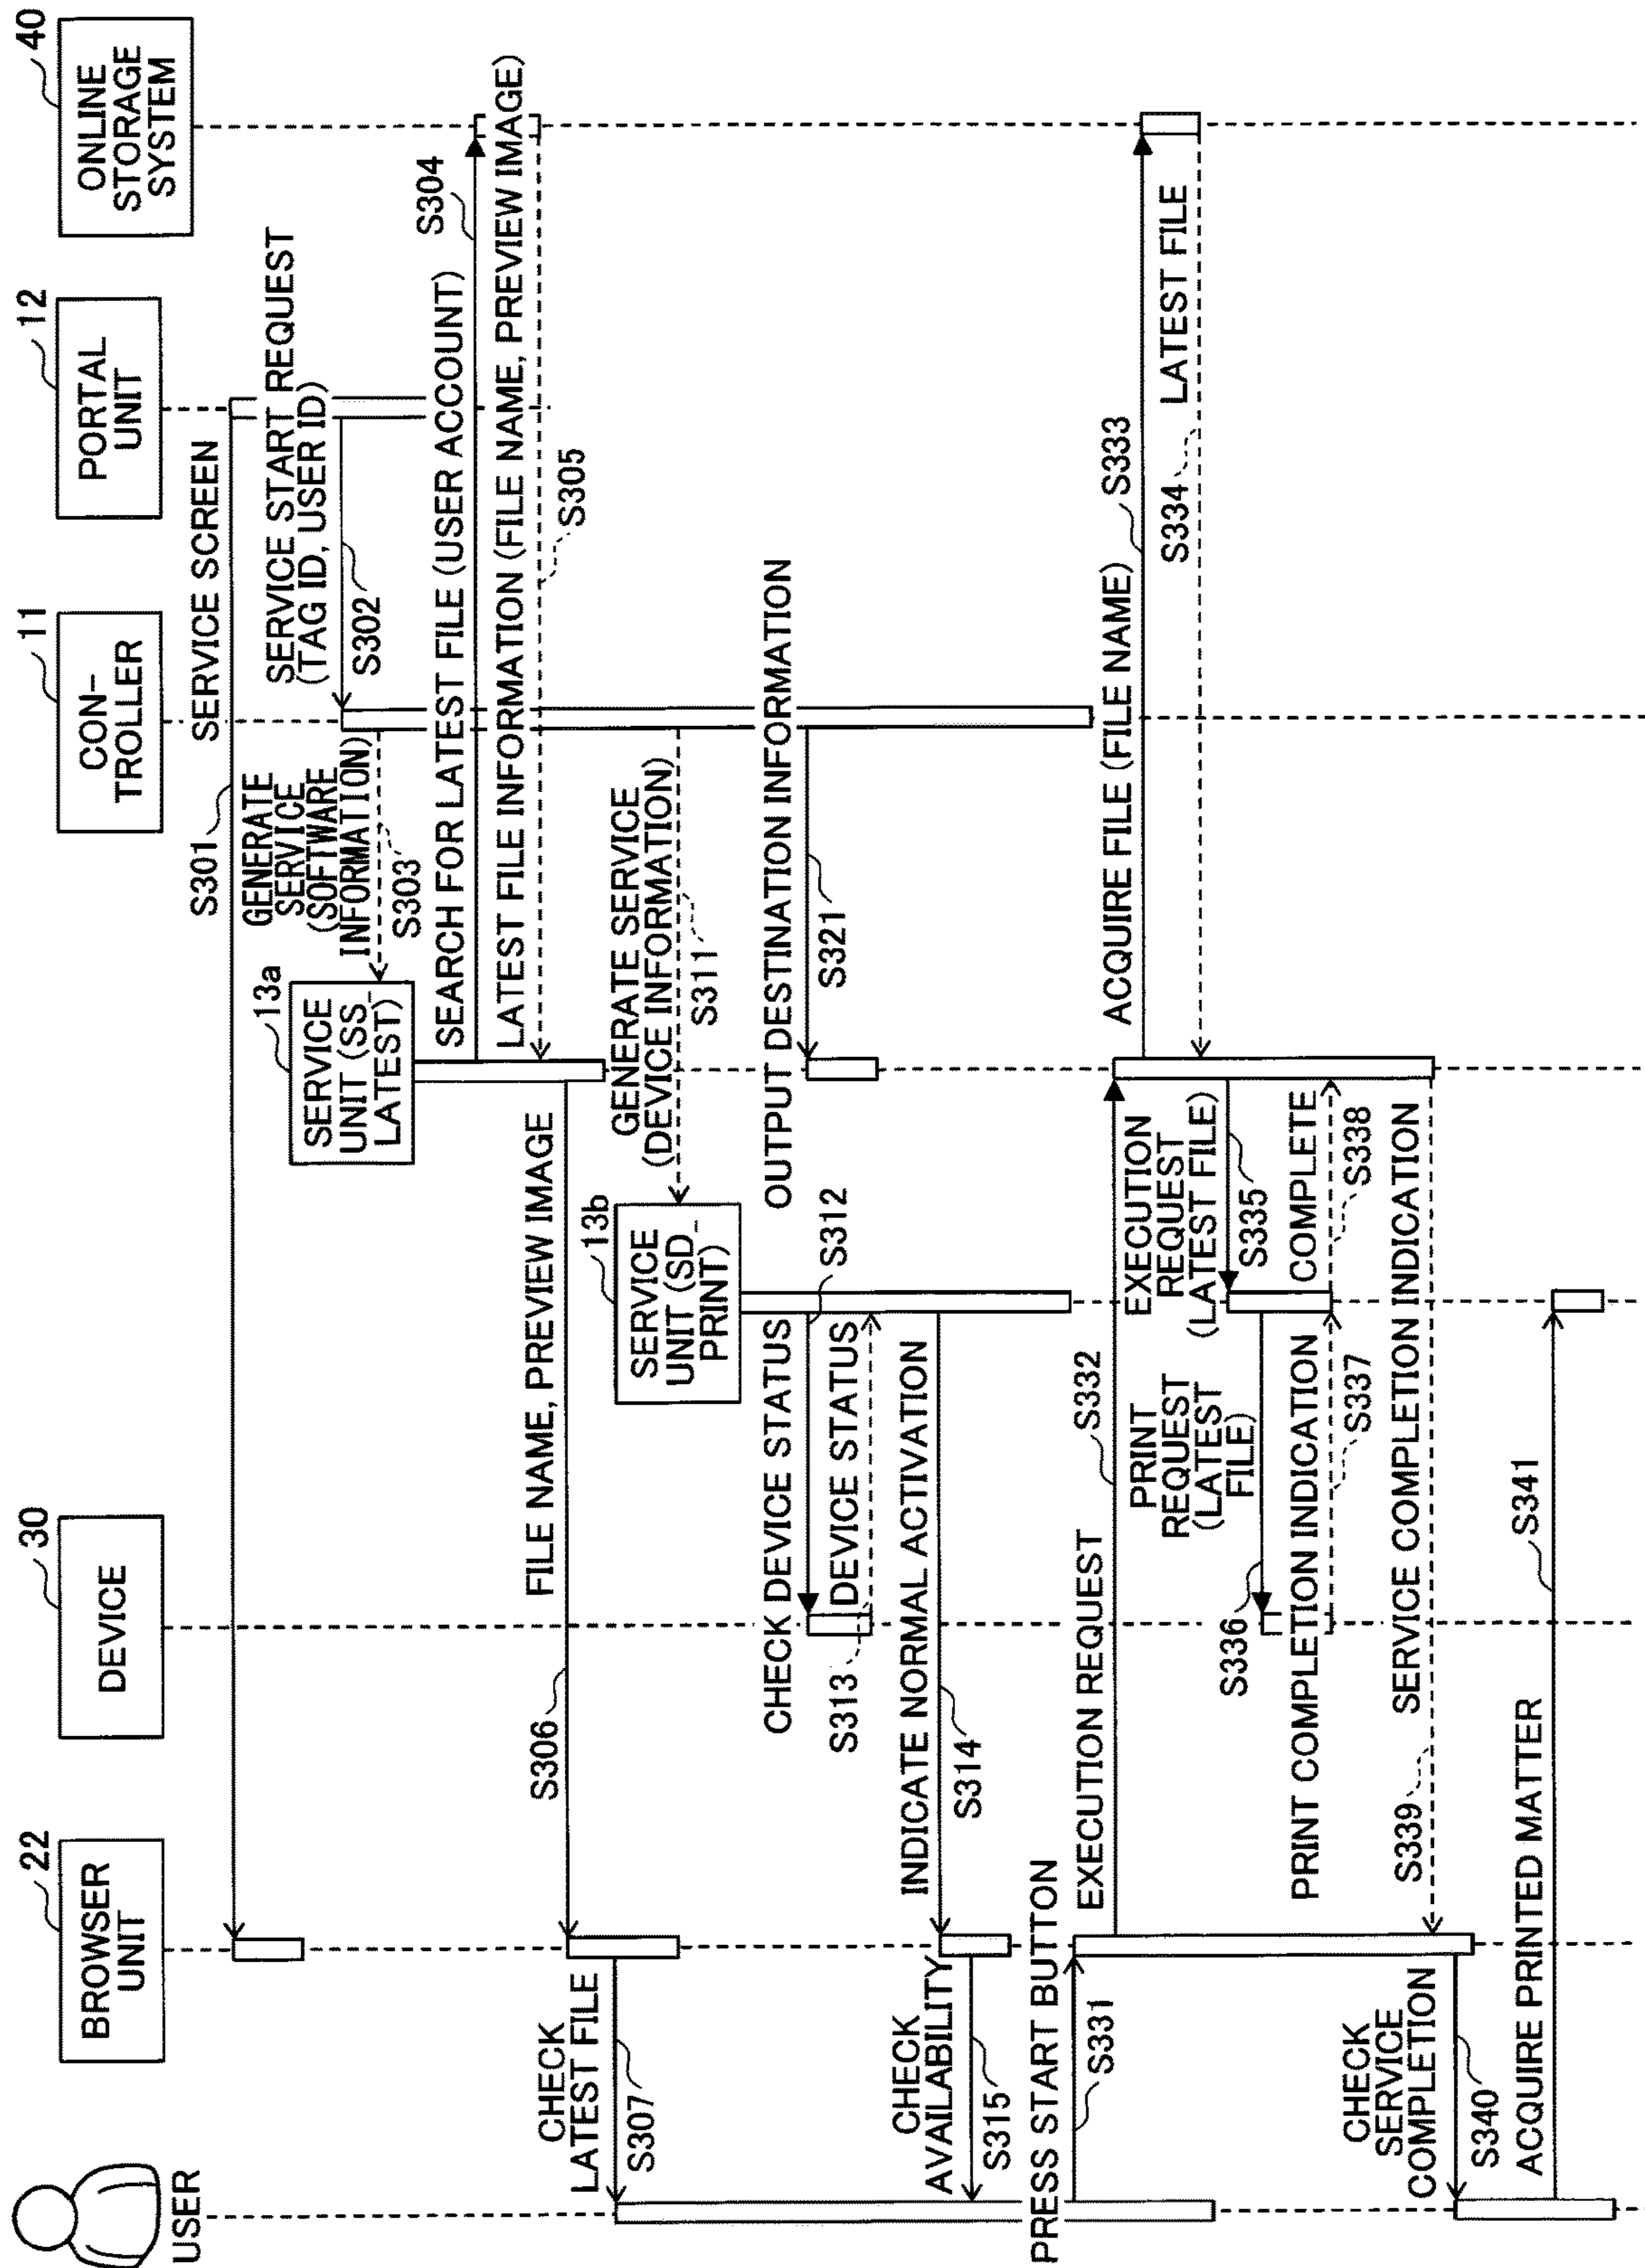 USER
22
BROWSER
UNIT
30
DEVICE
11
CON-
TROLLER
12
PORTAL
UNIT
40
ONLINE
STORAGE
SYSTEM
S301
SERVICE SCREEN
SERVICE START REQUEST
(TAG ID, USER ID)
S302
GENERATE
SERVICE
(SOFTWARE
INFORMATION)
S303
13a
SERVICE
UNIT (SS_
LATEST)
SEARCH FOR LATEST FILE (USER ACCOUNT)
S304
LATEST FILE INFORMATION (FILE NAME, PREVIEW IMAGE)
S305
FILE NAME, PREVIEW IMAGE
S306
CHECK
LATEST FILE
S307
GENERATE SERVICE
(DEVICE INFORMATION)
S311
13b
SERVICE
UNIT (SD_
PRINT)
OUTPUT DESTINATION INFORMATION
S321
CHECK DEVICE STATUS
S312
DEVICE STATUS
S313
INDICATE NORMAL ACTIVATION
S314
CHECK
AVAILABILITY
S315
PRESS START BUTTON
S331
EXECUTION REQUEST
S332
ACQUIRE FILE (FILE NAME)
S333
LATEST FILE
S334
EXECUTION
REQUEST
(LATEST FILE)
S335
PRINT
REQUEST
(LATEST
FILE)
S336
PRINT COMPLETION INDICATION
S337
COMPLETE
S338
SERVICE COMPLETION INDICATION
S339
CHECK
SERVICE
COMPLETION
S340
ACQUIRE PRINTED MATTER
S341